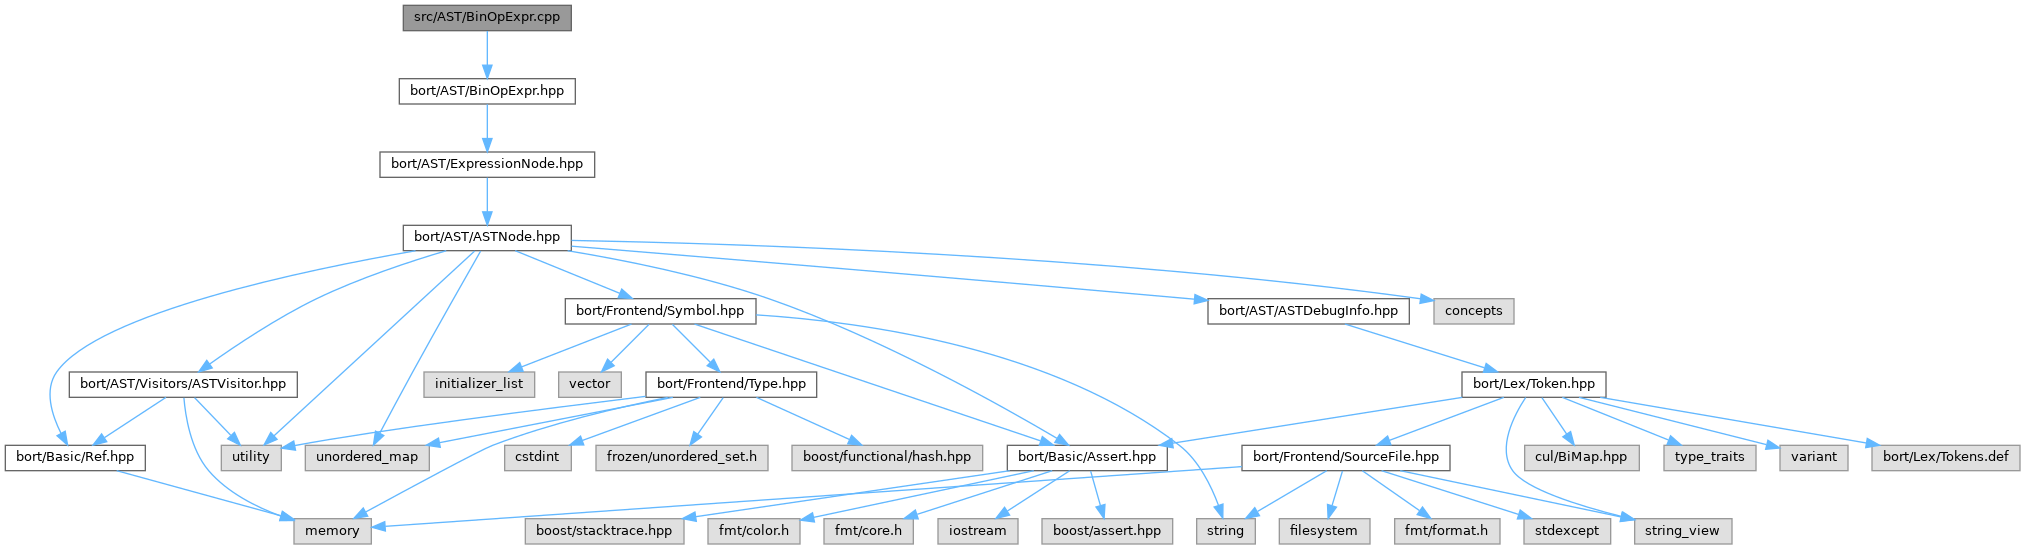 src/AST/BinOpExpr.cpp
bort/AST/BinOpExpr.hpp
bort/AST/ExpressionNode.hpp
bort/AST/ASTNode.hpp
bort/Frontend/Symbol.hpp
bort/AST/ASTDebugInfo.hpp
concepts
bort/AST/Visitors/ASTVisitor.hpp
initializer_list
vector
bort/Frontend/Type.hpp
bort/Lex/Token.hpp
bort/Basic/Ref.hpp
utility
unordered_map
cstdint
frozen/unordered_set.h
boost/functional/hash.hpp
bort/Basic/Assert.hpp
bort/Frontend/SourceFile.hpp
cul/BiMap.hpp
type_traits
variant
bort/Lex/Tokens.def
memory
boost/stacktrace.hpp
fmt/color.h
fmt/core.h
iostream
boost/assert.hpp
string
filesystem
fmt/format.h
stdexcept
string_view